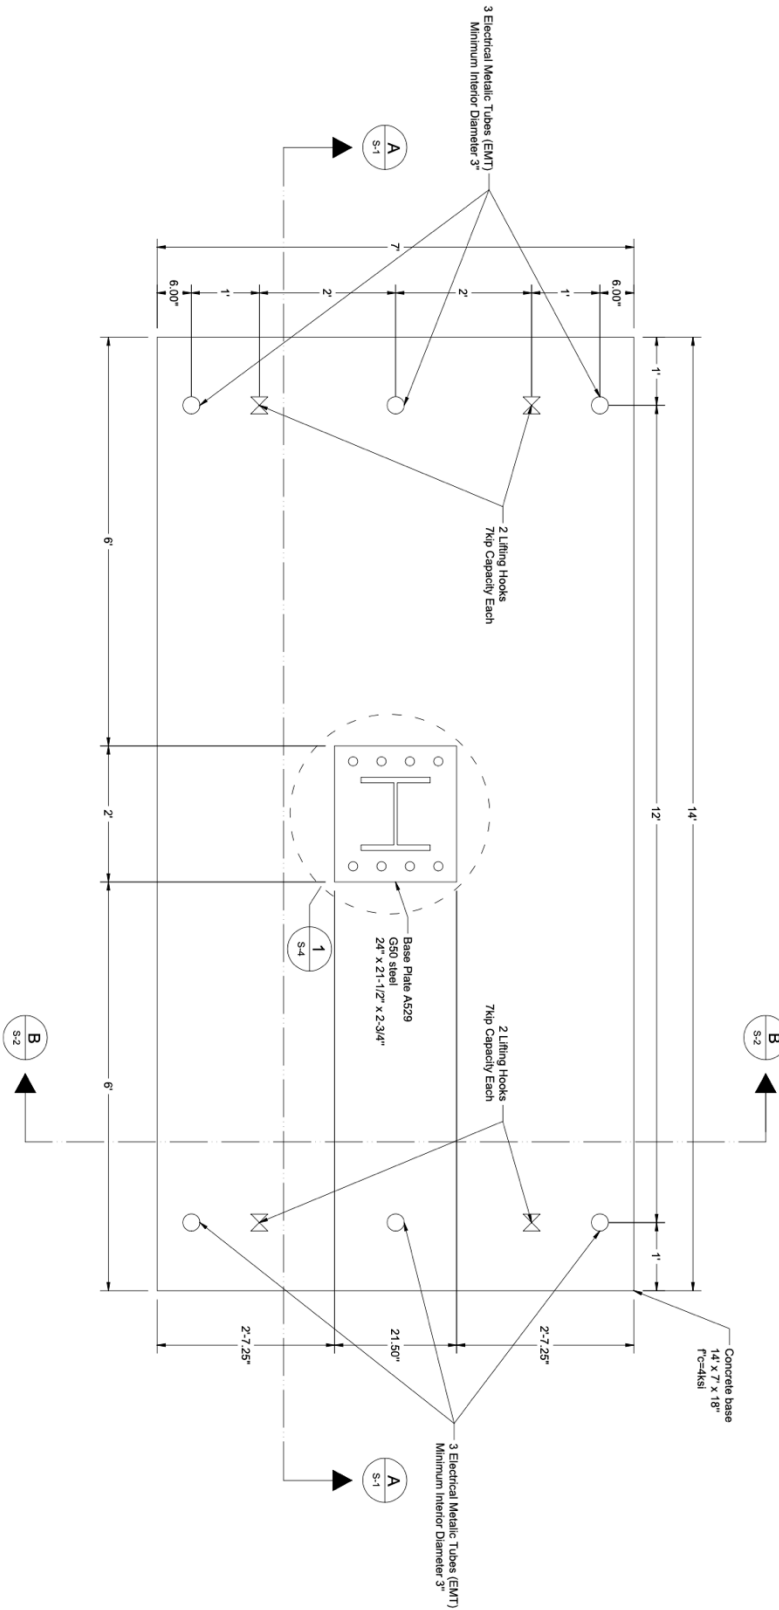 3 Electrical Metalic Tubes (EMT)
Minimum Interior Diameter 3"
A
S-1
7'
6.00"
1'
2'
2'
1'
6.00"
14'
1'
12'
1'
2 Lifting Hooks
7kip Capacity Each
6'
2'
6'
Base Plate A529
G50 steel
24" x 21-1/2" x 2-3/4"
1
S-4
2 Lifting Hooks
7kip Capacity Each
B
S-2
B
S-2
Concrete base
14' x 7' x 18"
f'c=4ksi
2'-7.25"
21.50"
2'-7.25"
3 Electrical Metalic Tubes (EMT)
Minimum Interior Diameter 3"
A
S-1